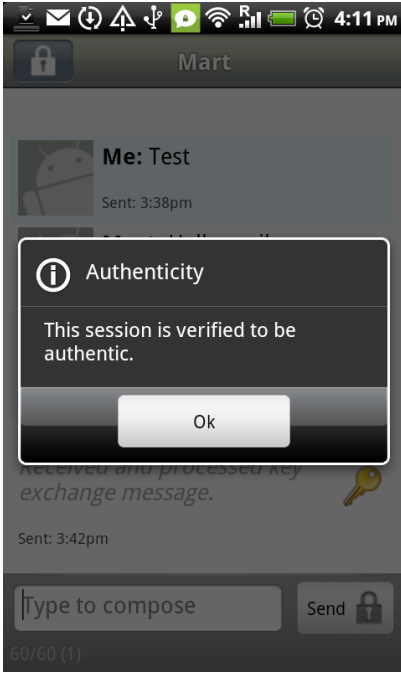 R
4:11 PM
Mart
Me: Test
Sent: 3:38pm
Authenticity
This session is verified to be
authentic.
Ok
Received and processed key
exchange message.
Sent: 3:42pm
Type to compose
Send
60/60 (1)